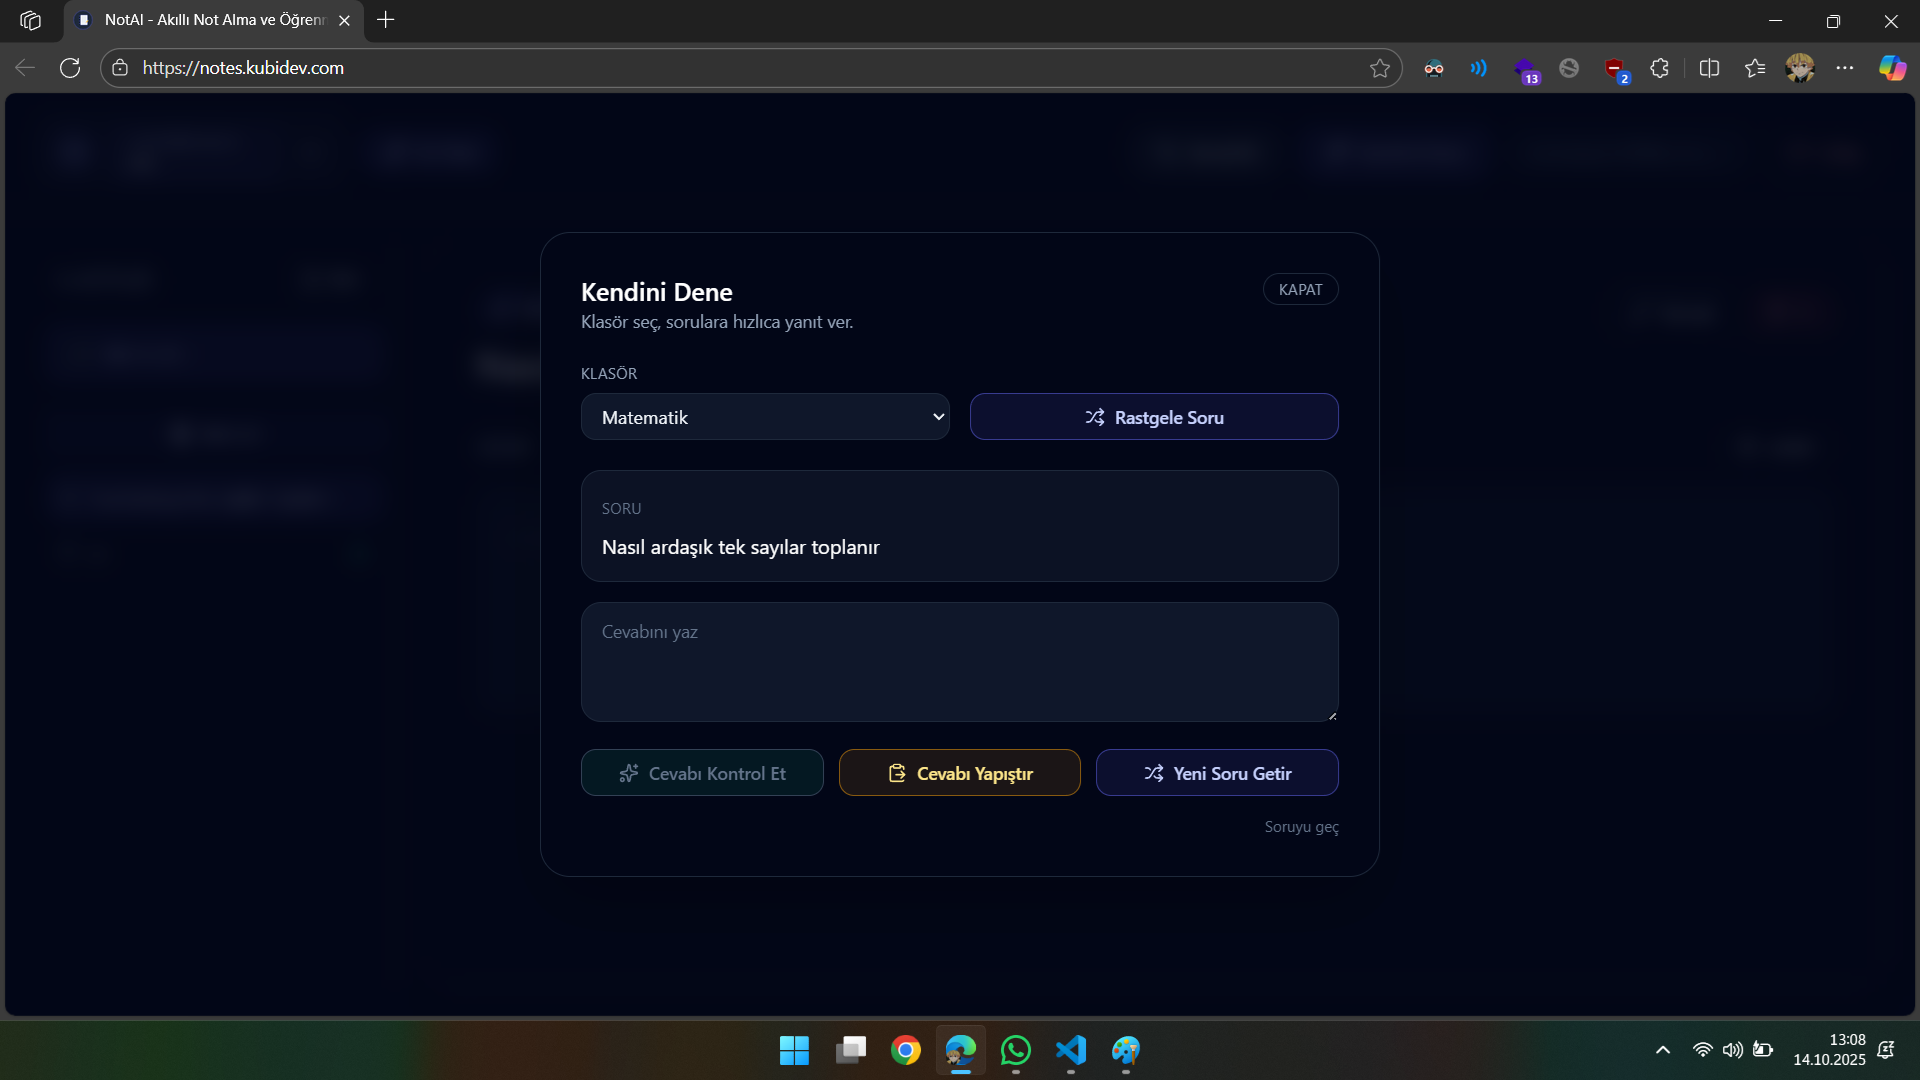 NotAI - Akıllı Not Alma ve Öğrenn
https://notes.kubidev.com
13
2
Kendini Dene
KAPAT
Klasör seç, sorulara hızlıca yanıt ver.
KLASÖR
Matematik
Rastgele Soru
SORU
Nasıl ardaşık tek sayılar toplanır
Cevabını yaz
Cevabı Kontrol Et
Cevabı Yapıştır
Yeni Soru Getir
Soruyu geç
13:08
14.10.2025